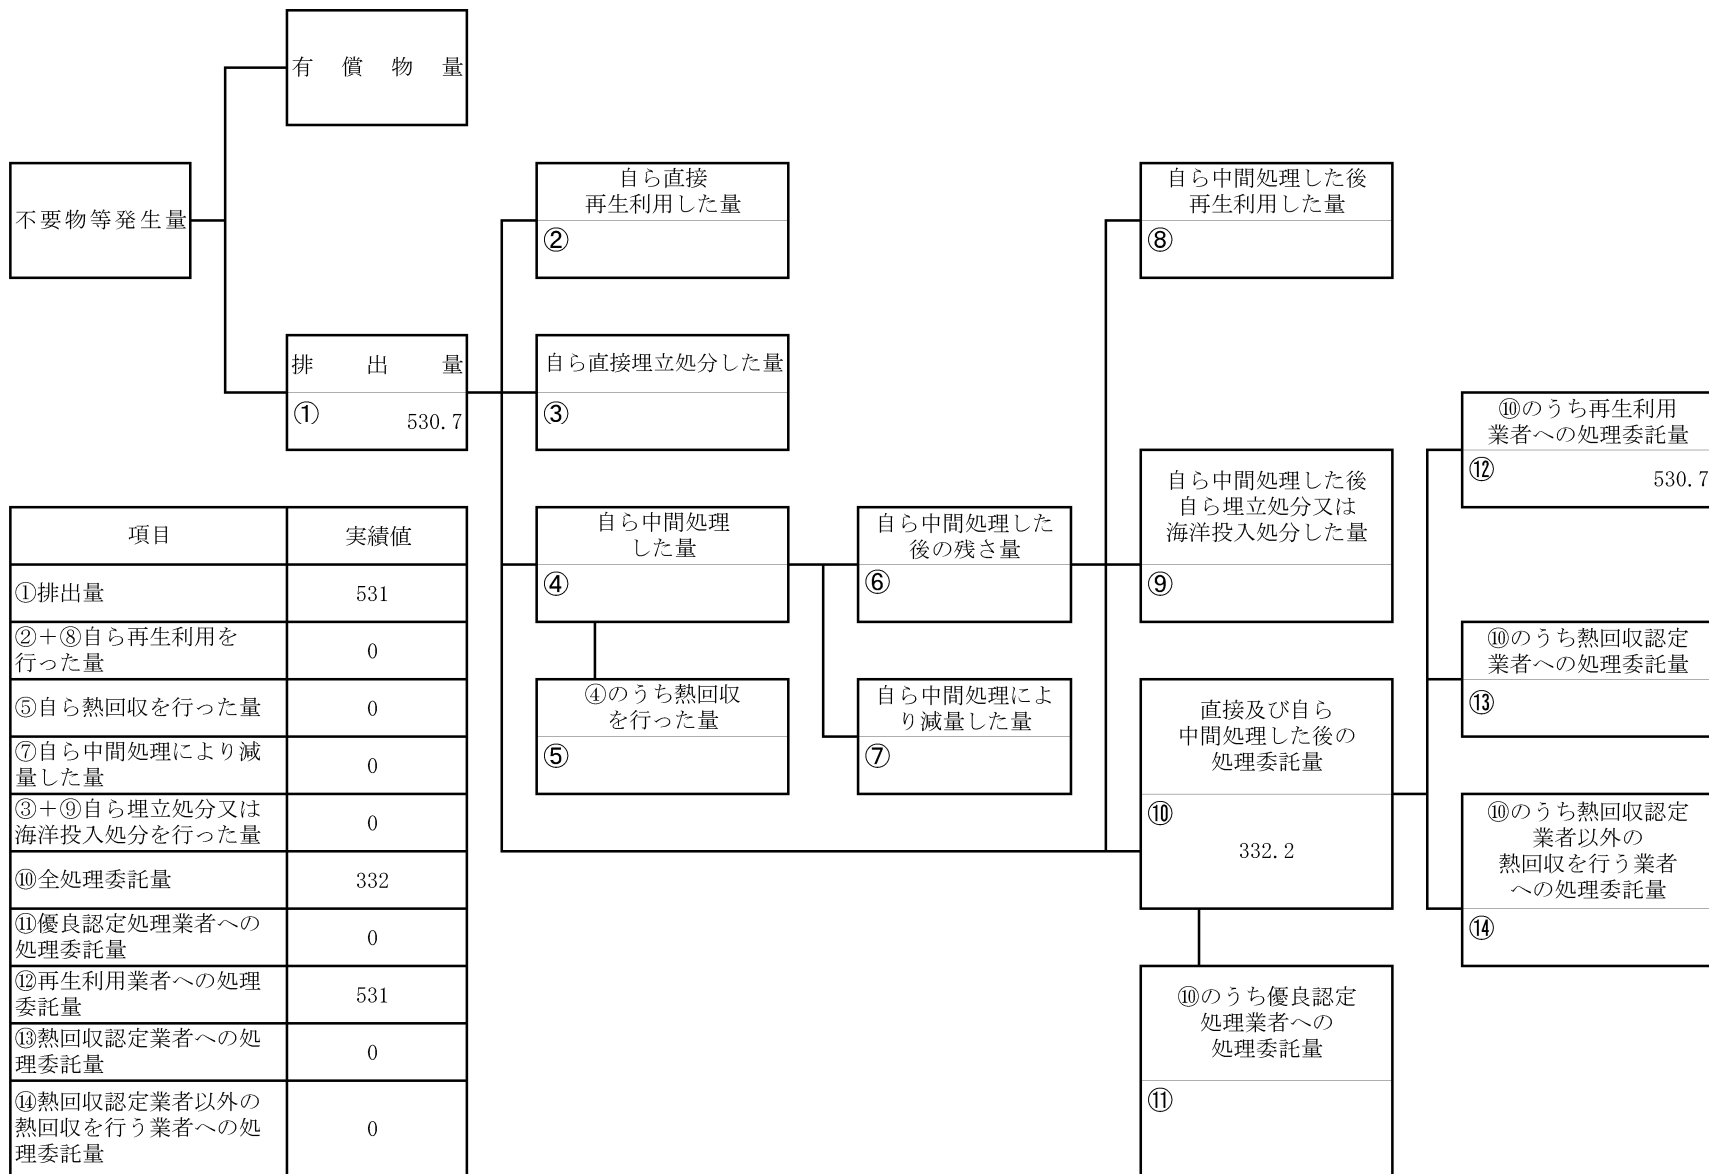 有償物量
不要物等発生量
自ら直接
再生利用した量
②
自ら中間処理した後
再生利用した量
⑧
排出量
①
530.7
自ら直接埋立処分した量
③
⑩のうち再生利用
業者への処理委託量
⑫
530.7
自ら中間処理した後
自ら埋立処分又は
海洋投入処分した量
⑨
自ら中間処理
した量
④
自ら中間処理した
後の残さ量
⑥
⑩のうち熱回収認定
業者への処理委託量
⑬
④のうち熱回収
を行った量
⑤
自ら中間処理によ
り減量した量
⑦
直接及び自ら
中間処理した後の
処理委託量
⑩
332.2
⑩のうち熱回収認定
業者以外の
熱回収を行う業者
への処理委託量
⑭
⑩のうち優良認定
処理業者への
処理委託量
⑪
項目 実績値
①排出量 531
②+⑧自ら再生利用を
行った量 0
⑤自ら熱回収を行った量 0
⑦自ら中間処理により減
量した量 0
③+⑨自ら埋立処分又は
海洋投入処分を行った量 0
⑩全処理委託量 332
⑪優良認定処理業者への
処理委託量 0
⑫再生利用業者への処理
委託量 531
⑬熱回収認定業者への処
理委託量 0
⑭熱回収認定業者以外の
熱回収を行う業者への処
理委託量 0